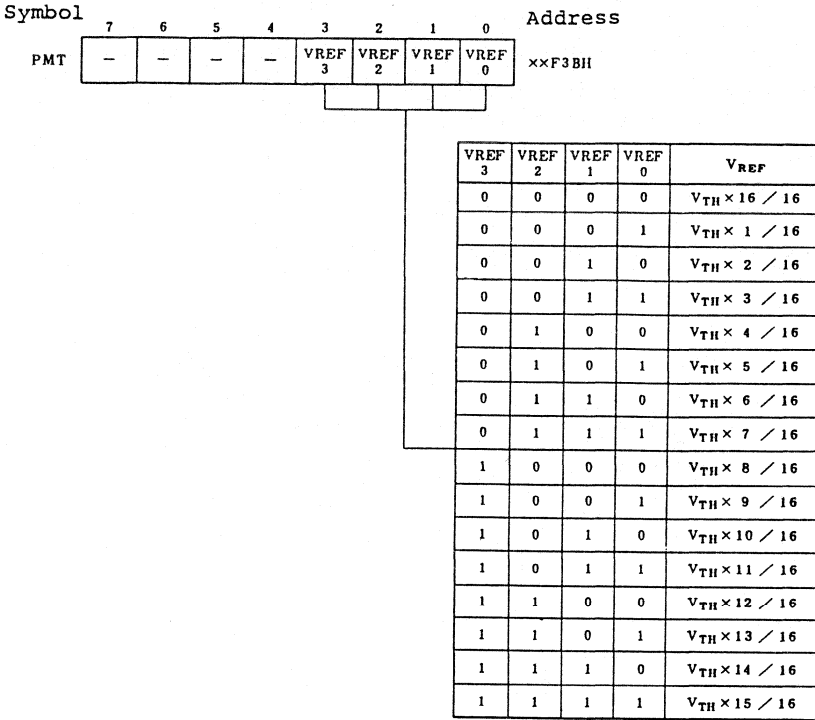 Symbol 7 6 5 4 3 2 1 0 Address
PMT – – – – VREF 3 VREF 2 VREF 1 VREF 0 ××F3BH
VREF 3 VREF 2 VREF 1 VREF 0 VREF
0 0 0 0 VTH × 16 / 16
0 0 0 1 VTH × 1 / 16
0 0 1 0 VTH × 2 / 16
0 0 1 1 VTH × 3 / 16
0 1 0 0 VTH × 4 / 16
0 1 0 1 VTH × 5 / 16
0 1 1 0 VTH × 6 / 16
0 1 1 1 VTH × 7 / 16
1 0 0 0 VTH × 8 / 16
1 0 0 1 VTH × 9 / 16
1 0 1 0 VTH × 10 / 16
1 0 1 1 VTH × 11 / 16
1 1 0 0 VTH × 12 / 16
1 1 0 1 VTH × 13 / 16
1 1 1 0 VTH × 14 / 16
1 1 1 1 VTH × 15 / 16